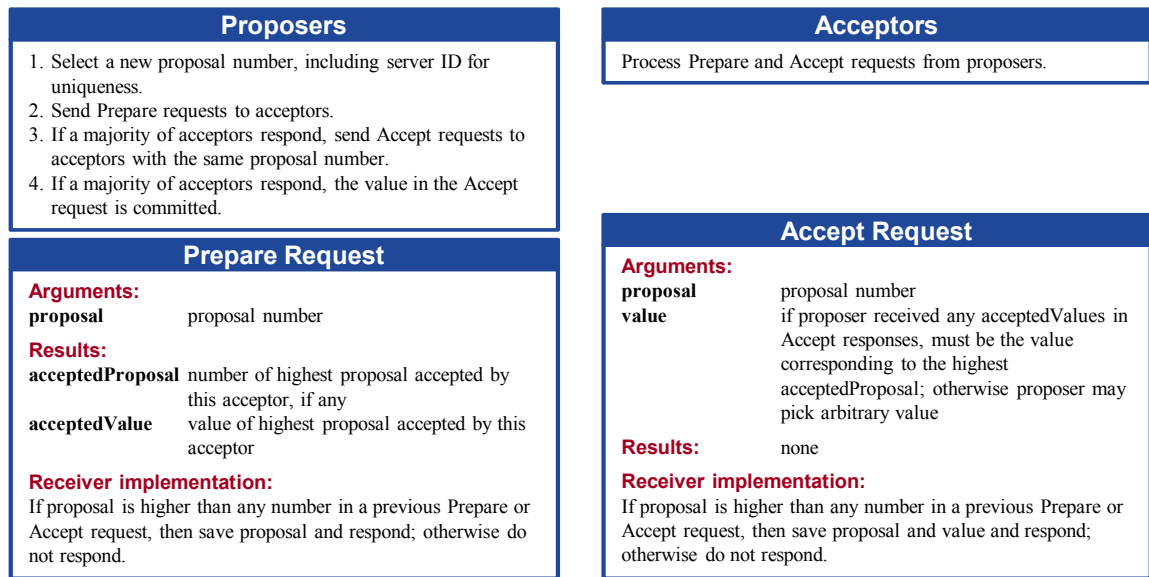 Proposers
1. Select a new proposal number, including server ID for
uniqueness.
2. Send Prepare requests to acceptors.
3. If a majority of acceptors respond, send Accept requests to
acceptors with the same proposal number.
4. If a majority of acceptors respond, the value in the Accept
request is committed.
Acceptors
Process Prepare and Accept requests from proposers.
Prepare Request
Arguments:
proposal proposal number
Results:
acceptedProposal number of highest proposal accepted by
this acceptor, if any
acceptedValue value of highest proposal accepted by this
acceptor
Receiver implementation:
If proposal is higher than any number in a previous Prepare or
Accept request, then save proposal and respond; otherwise do
not respond.
Accept Request
Arguments:
proposal proposal number
value if proposer received any acceptedValues in
Accept responses, must be the value
corresponding to the highest
acceptedProposal; otherwise proposer may
pick arbitrary value
Results: none
Receiver implementation:
If proposal is higher than any number in a previous Prepare or
Accept request, then save proposal and value and respond;
otherwise do not respond.